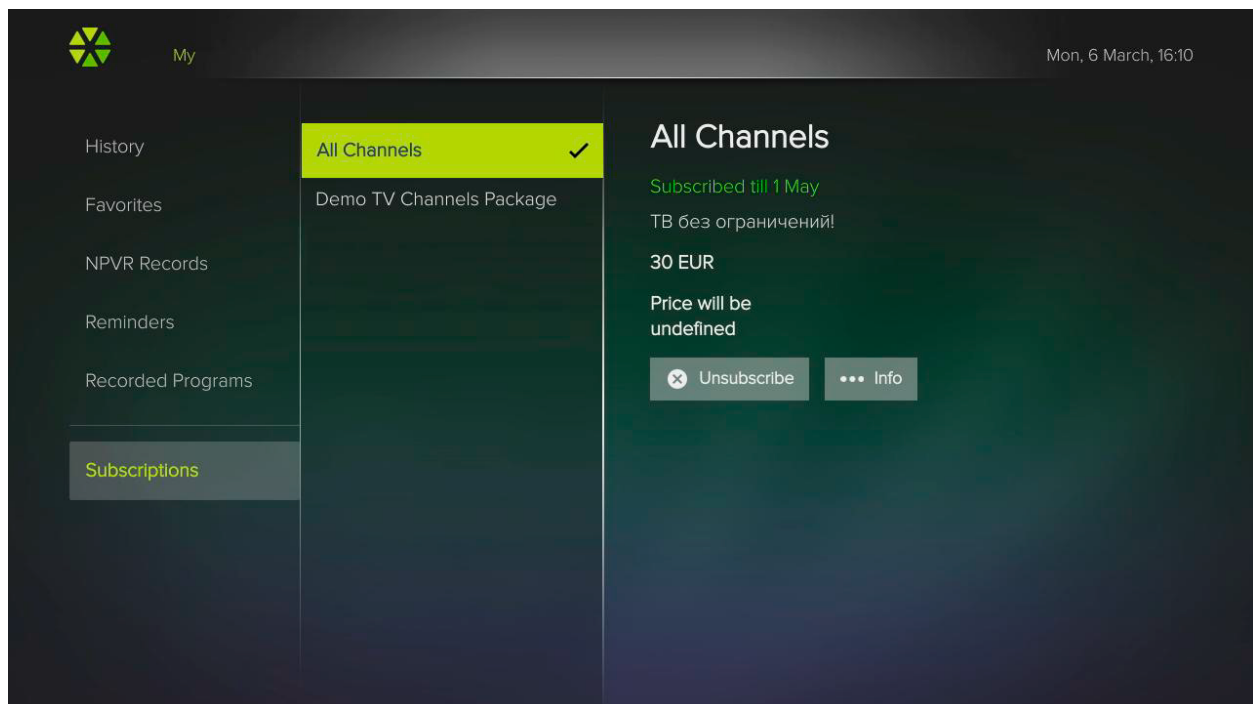 My
Mon, 6 March, 16:10
History
Favorites
NPVR Records
Reminders
Recorded Programs
Subscriptions
All Channels
Demo TV Channels Package
All Channels
Subscribed till 1 May
ТВ без ограничений!
30 EUR
Price will be
undefined
Unsubscribe
Info